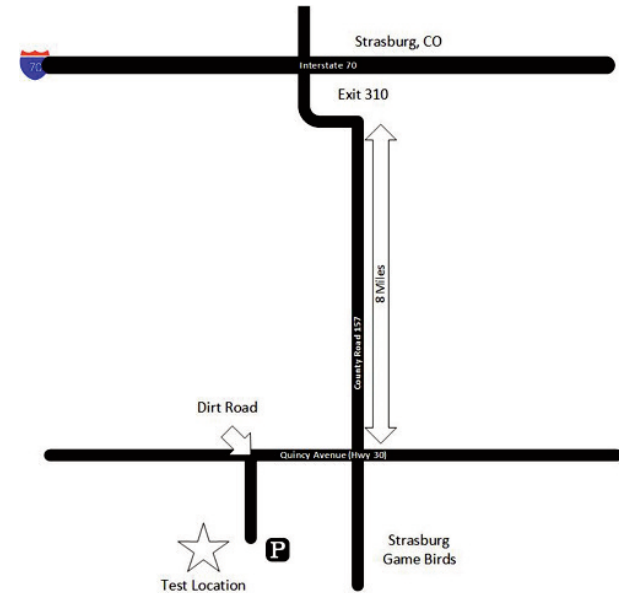 Strasburg, CO
70
Interstate 70
Exit 310
8 Miles
County Road 157
Dirt Road
Quincy Avenue (Hwy 30)
P
Strasburg
Game Birds
Test Location